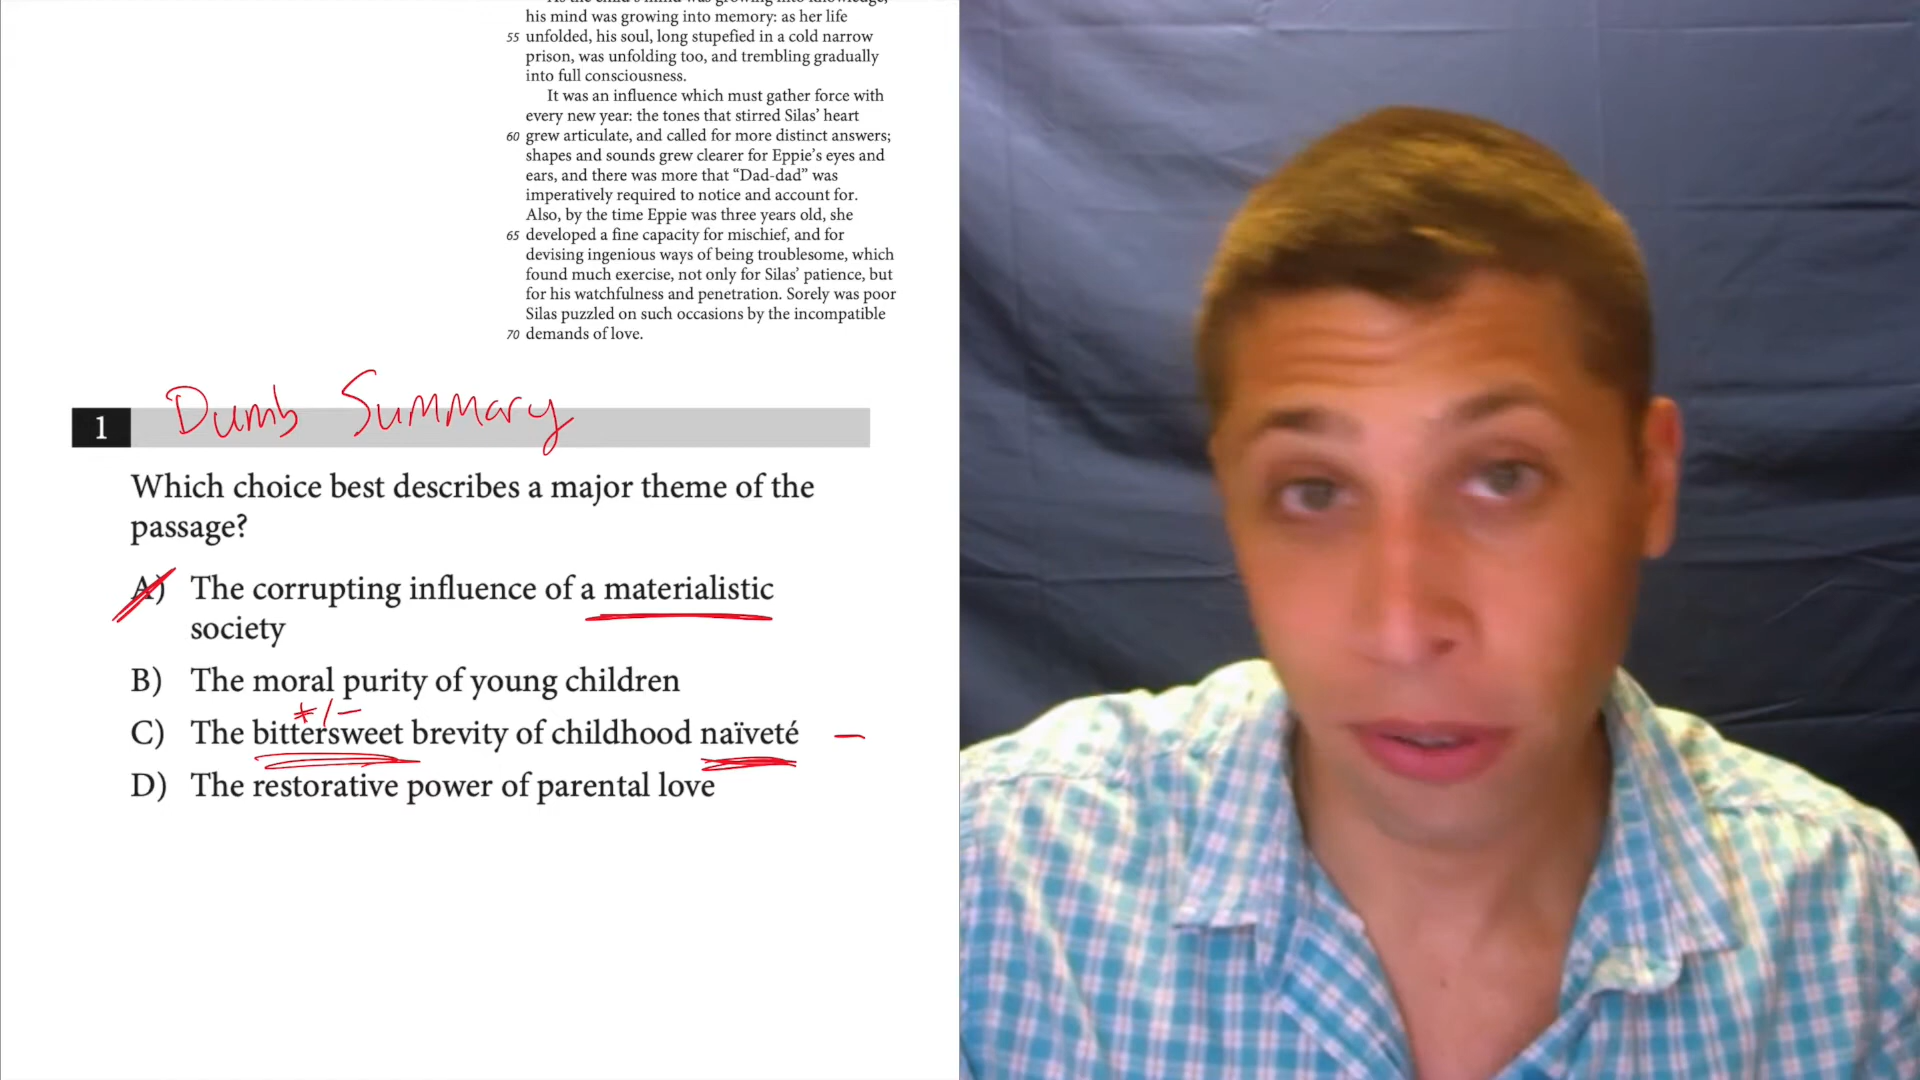 As the child's mind was growing into knowledge,
his mind was growing into memory: as her life
55 unfolded, his soul, long stupefied in a cold narrow
prison, was unfolding too, and trembling gradually
into full consciousness.
It was an influence which must gather force with
every new year: the tones that stirred Silas' heart
60 grew articulate, and called for more distinct answers;
shapes and sounds grew clearer for Eppie's eyes and
ears, and there was more that “Dad-dad” was
imperatively required to notice and account for.
Also, by the time Eppie was three years old, she
65 developed a fine capacity for mischief, and for
devising ingenious ways of being troublesome, which
found much exercise, not only for Silas' patience, but
for his watchfulness and penetration. Sorely was poor
Silas puzzled on such occasions by the incompatible
70 demands of love.
Dumb Summary
1
Which choice best describes a major theme of the
passage?
A) The corrupting influence of a materialistic
society
B) The moral purity of young children
+/-
C) The bittersweet brevity of childhood naïveté –
D) The restorative power of parental love